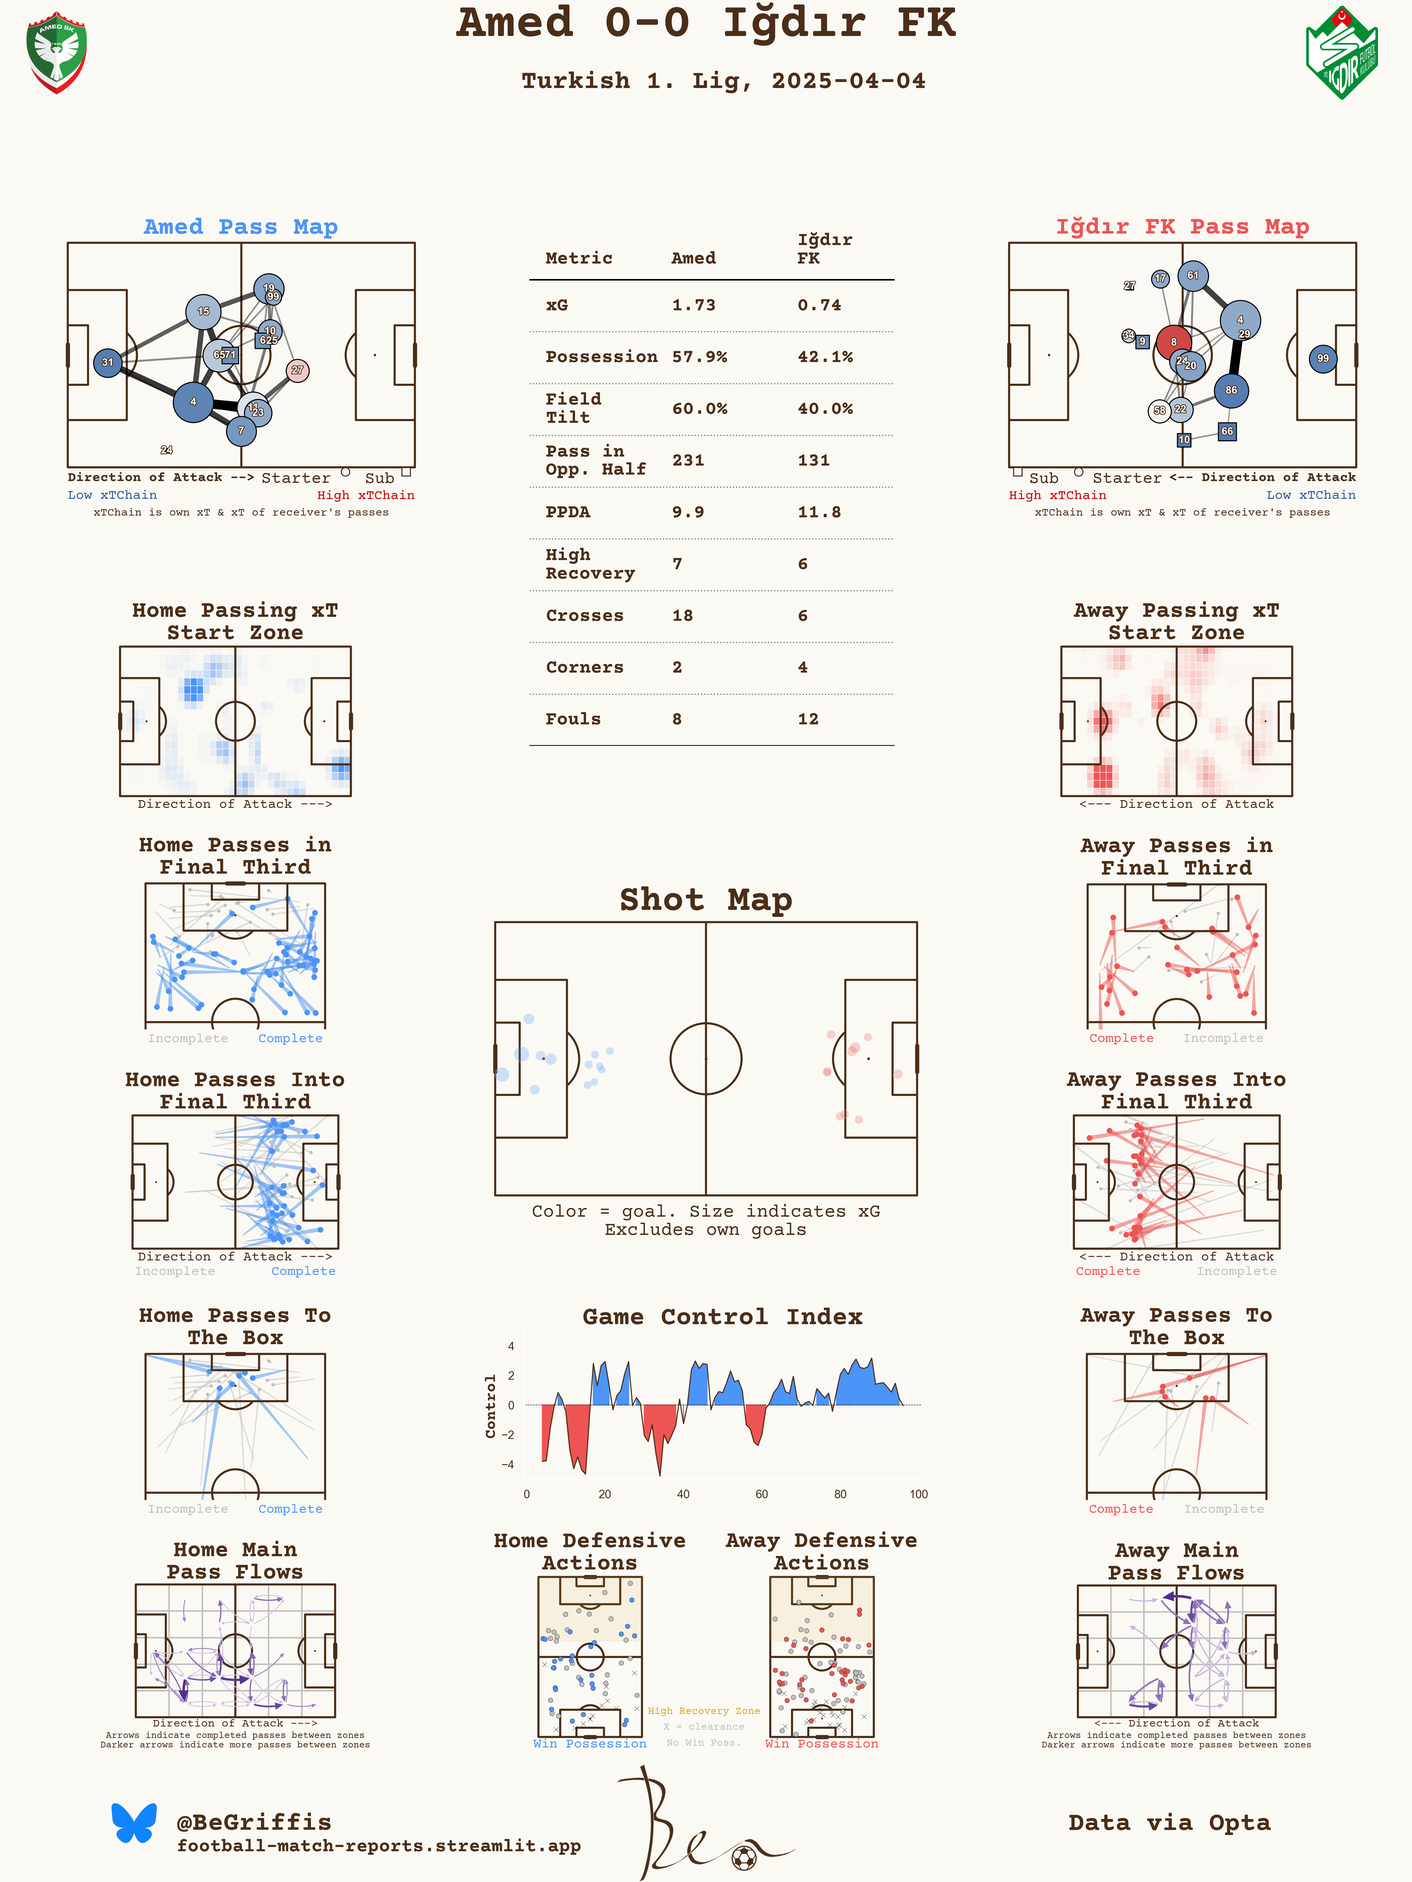 Amed 0-0 Iğdır FK
Turkish 1. Lig, 2025-04-04
AMED SK
IGDIR
FUTBOL
KULÜBÜ
Amed Pass Map
19
99
15
10
625
6571
31
27
4
11
23
7
24
Direction of Attack --> Starter Sub
Low xTChain High xTChain
xTChain is own xT & xT of receiver's passes
Metric Amed Iğdır FK
xG 1.73 0.74
Possession 57.9% 42.1%
Field Tilt 60.0% 40.0%
Pass in Opp. Half 231 131
PPDA 9.9 11.8
High Recovery 7 6
Crosses 18 6
Corners 2 4
Fouls 8 12
Iğdır FK Pass Map
27
17
61
4
29
34
9
8
24
20
99
86
58
22
10
66
Sub Starter <-- Direction of Attack
High xTChain Low xTChain
xTChain is own xT & xT of receiver's passes
Home Passing xT
Start Zone
Direction of Attack --->
Away Passing xT
Start Zone
<--- Direction of Attack
Home Passes in
Final Third
Incomplete Complete
Away Passes in
Final Third
Complete Incomplete
Shot Map
Color = goal. Size indicates xG
Excludes own goals
Home Passes Into
Final Third
Direction of Attack --->
Incomplete Complete
Away Passes Into
Final Third
<--- Direction of Attack
Complete Incomplete
Home Passes To
The Box
Incomplete Complete
Game Control Index
Control
4
2
0
−2
−4
0 20 40 60 80 100
Away Passes To
The Box
Complete Incomplete
Home Main
Pass Flows
Direction of Attack --->
Arrows indicate completed passes between zones
Darker arrows indicate more passes between zones
Home Defensive
Actions
Win Possession
High Recovery Zone
X = clearance
No Win Poss.
Away Defensive
Actions
Win Possession
Away Main
Pass Flows
<--- Direction of Attack
Arrows indicate completed passes between zones
Darker arrows indicate more passes between zones
@BeGriffis
football-match-reports.streamlit.app
Ben
Data via Opta